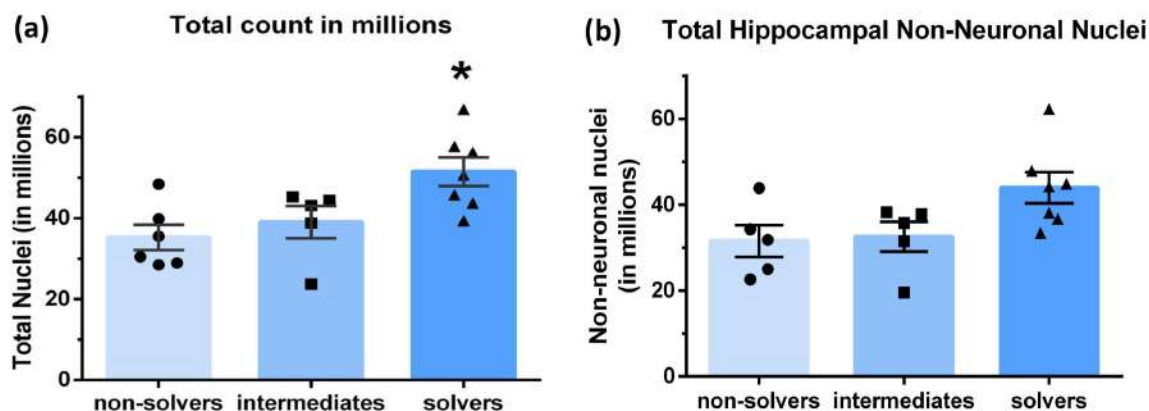 (a)
Total count in millions
*
Total Nuclei (in millions)
60
40
20
0
non-solvers intermediates solvers
(b)
Total Hippocampal Non-Neuronal Nuclei
Non-neuronal nuclei
(in millions)
60
40
20
0
non-solvers intermediates solvers